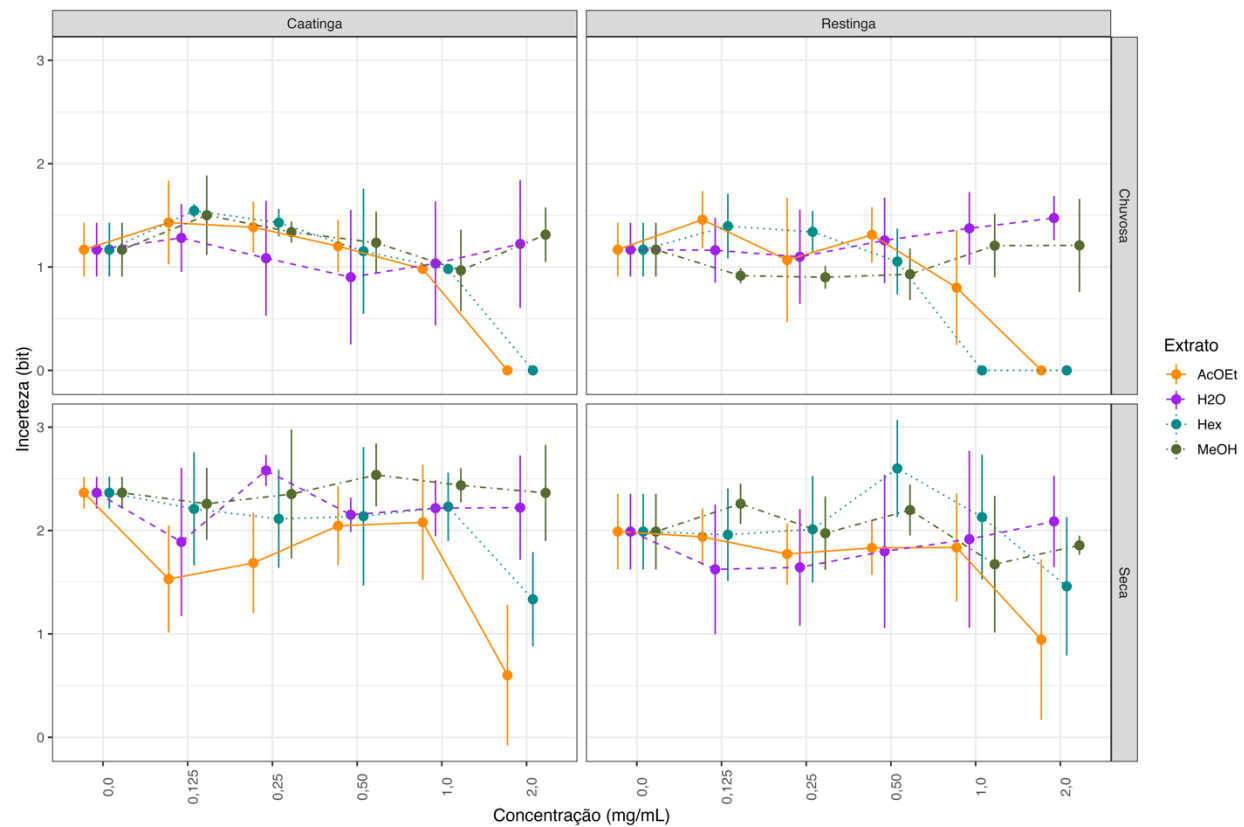 Caatinga
Restinga
Chuvosa
Seca
3
2
1
0
3
2
1
0
Incerteza (bit)
0,0
0,125
0,25
0,50
1,0
2,0
0,0
0,125
0,25
0,50
1,0
2,0
Concentração (mg/mL)
Extrato
AcOEt
H2O
Hex
MeOH